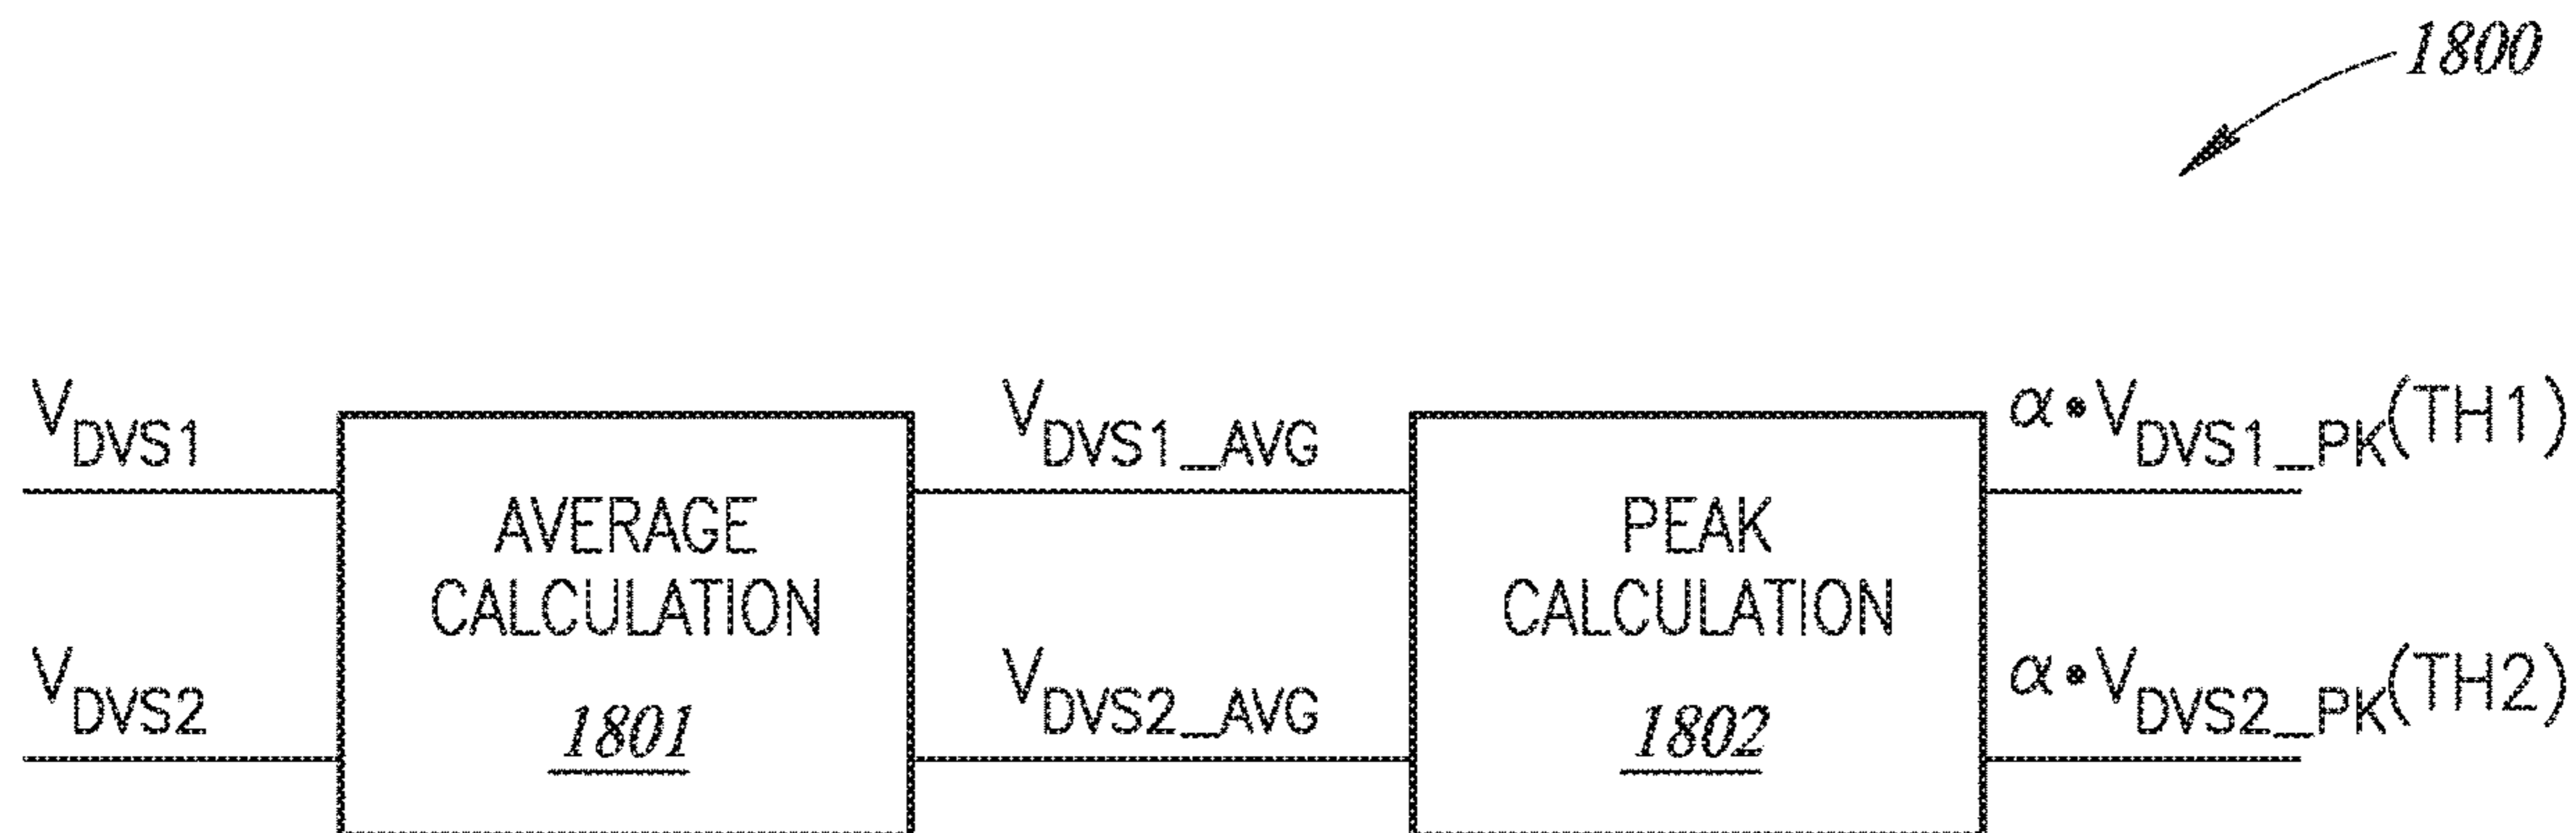 1800
V_DVS1
V_DVS1_AVG
α•V_DVS1_PK(TH1)
AVERAGE
CALCULATION
1801
PEAK
CALCULATION
1802
V_DVS2
V_DVS2_AVG
α•V_DVS2_PK(TH2)